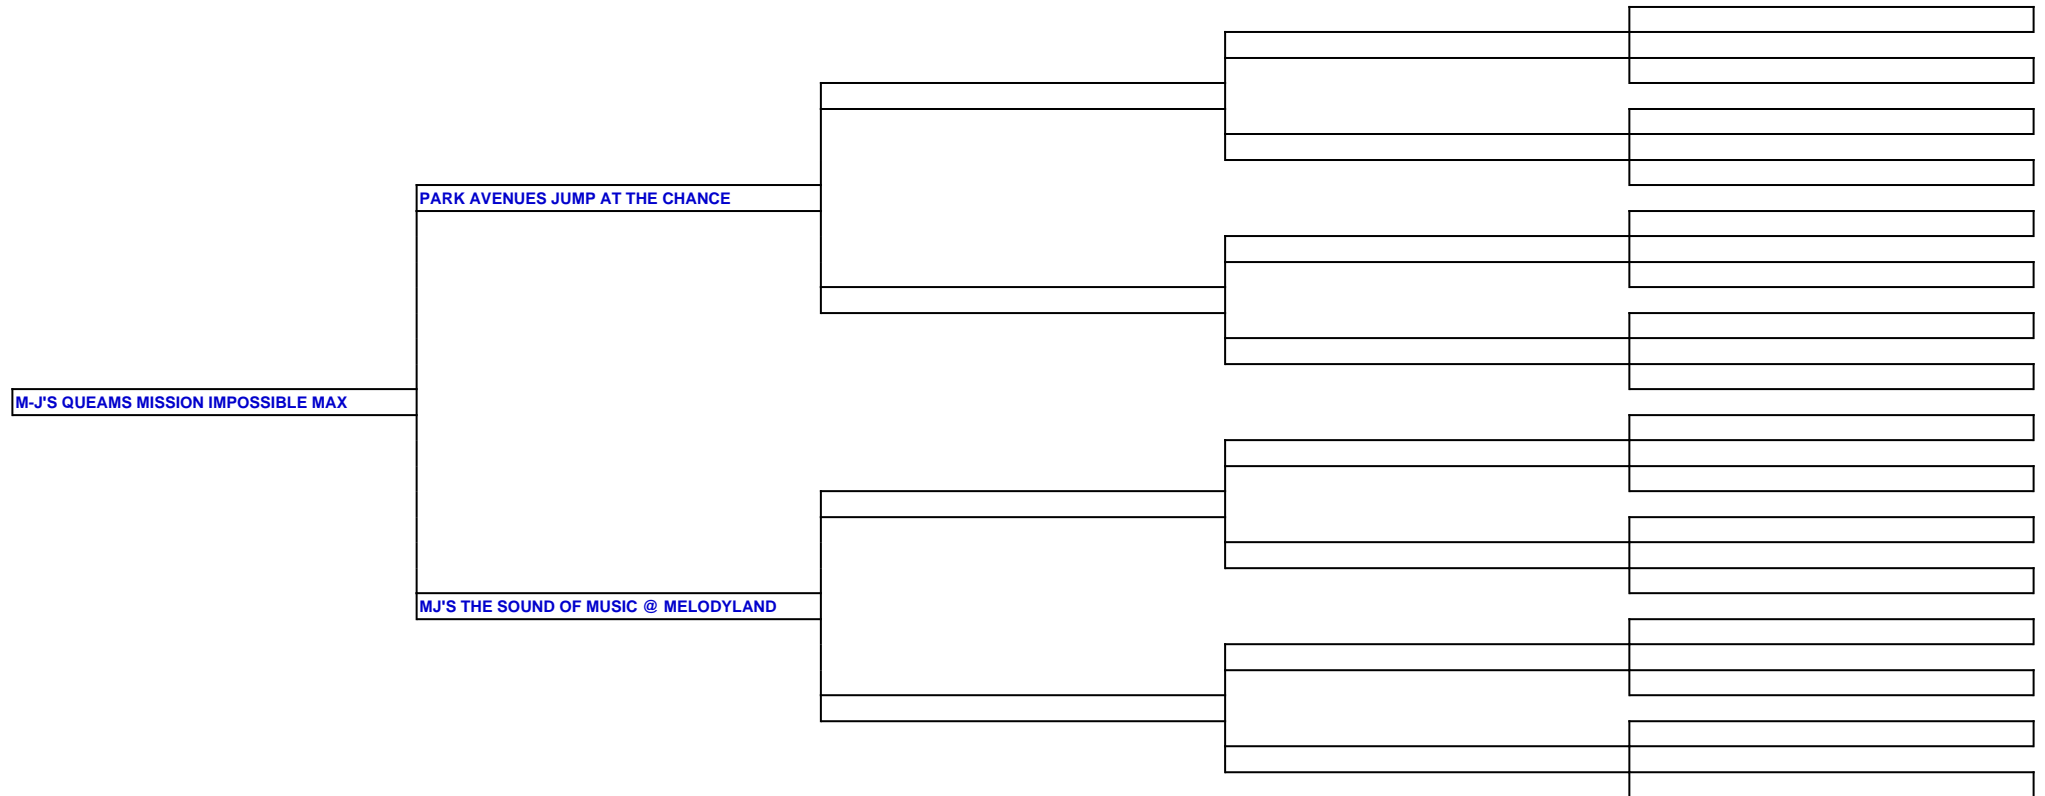 PARK AVENUES JUMP AT THE CHANCE
M-J'S QUEAMS MISSION IMPOSSIBLE MAX
MJ'S THE SOUND OF MUSIC @ MELODYLAND